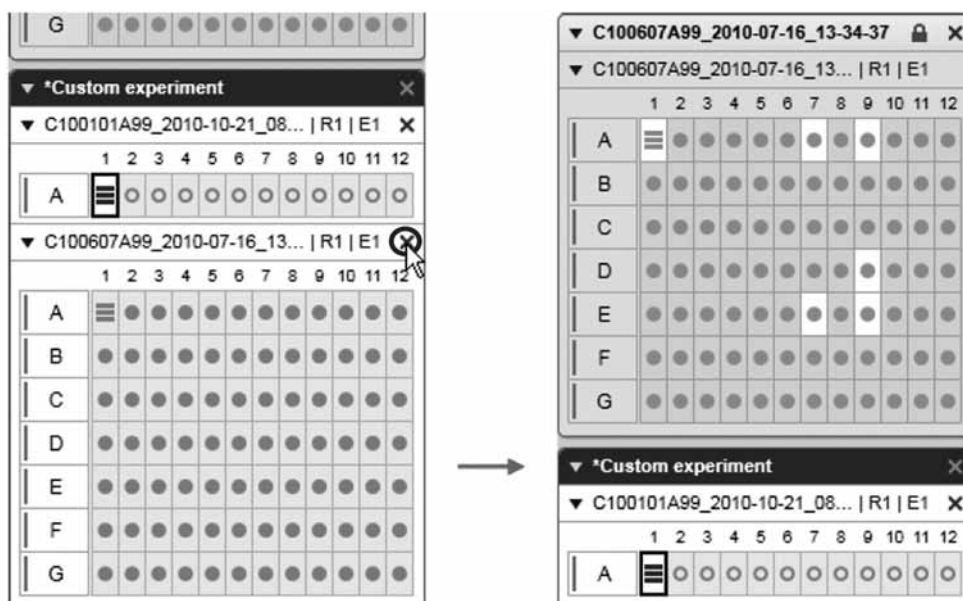 G
▼ *Custom experiment ×
▼ C100101A99_2010-10-21_08... | R1 | E1 ×
1 2 3 4 5 6 7 8 9 10 11 12
A
▼ C100607A99_2010-07-16_13... | R1 | E1 ×
1 2 3 4 5 6 7 8 9 10 11 12
A
B
C
D
E
F
G
▼ C100607A99_2010-07-16_13-34-37 ×
▼ C100607A99_2010-07-16_13... | R1 | E1
1 2 3 4 5 6 7 8 9 10 11 12
A
B
C
D
E
F
G
▼ *Custom experiment ×
▼ C100101A99_2010-10-21_08... | R1 | E1 ×
1 2 3 4 5 6 7 8 9 10 11 12
A